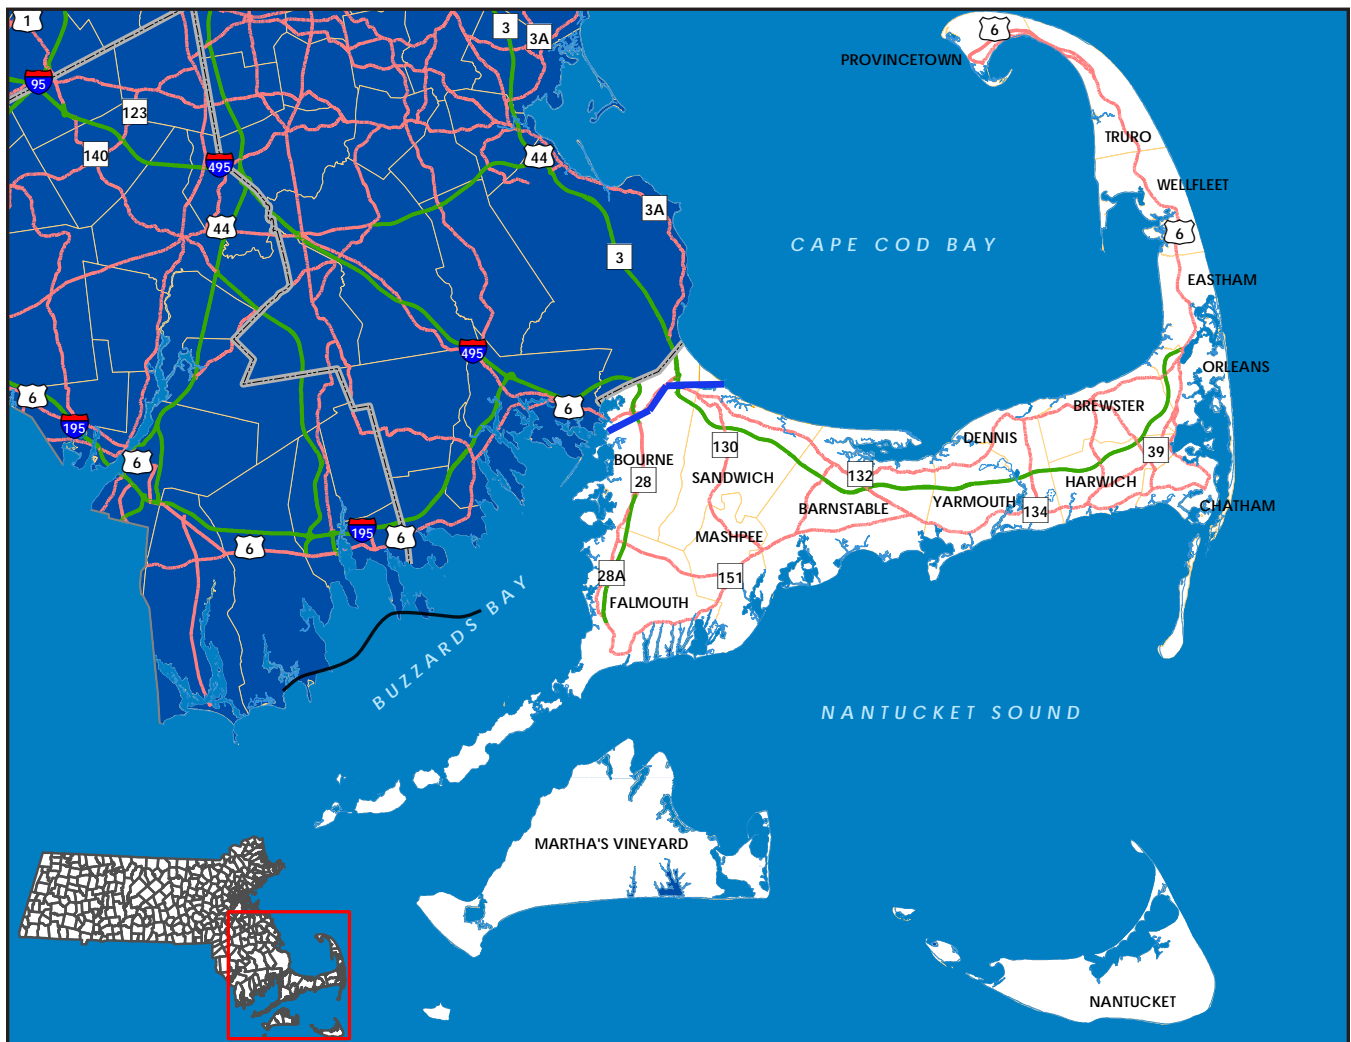 1
3
3A
6
PROVINCETOWN
95
123
140
495
44
TRURO
WELLFLEET
44
3A
6
CAPE COD BAY
3
EASTHAM
495
ORLEANS
6
6
BREWSTER
195
DENNIS
130
39
6
BOURNE
132
28
SANDWICH
HARWICH
YARMOUTH
BARNSTABLE
134
CHATHAM
195
6
MASHPEE
6
28A
151
FALMOUTH
BUZZARDS BAY
NANTUCKET SOUND
MARTHA'S VINEYARD
NANTUCKET